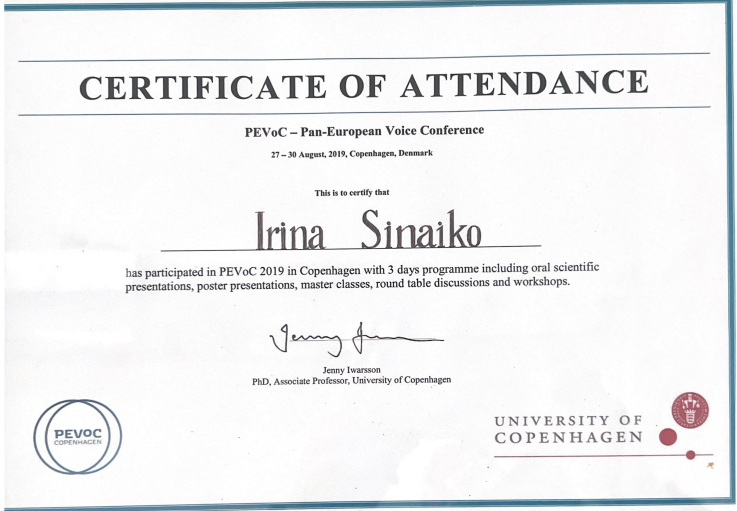 CERTIFICATE OF ATTENDANCE
PEVoC – Pan-European Voice Conference
27 – 30 August, 2019, Copenhagen, Denmark
This is to certify that
Irina Sinaiko
has participated in PEVoC 2019 in Copenhagen with 3 days programme including oral scientific
presentations, poster presentations, master classes, round table discussions and workshops.
Jenny Iwarsson
PhD, Associate Professor, University of Copenhagen
PEVOC
COPENHAGEN
UNIVERSITY OF
COPENHAGEN